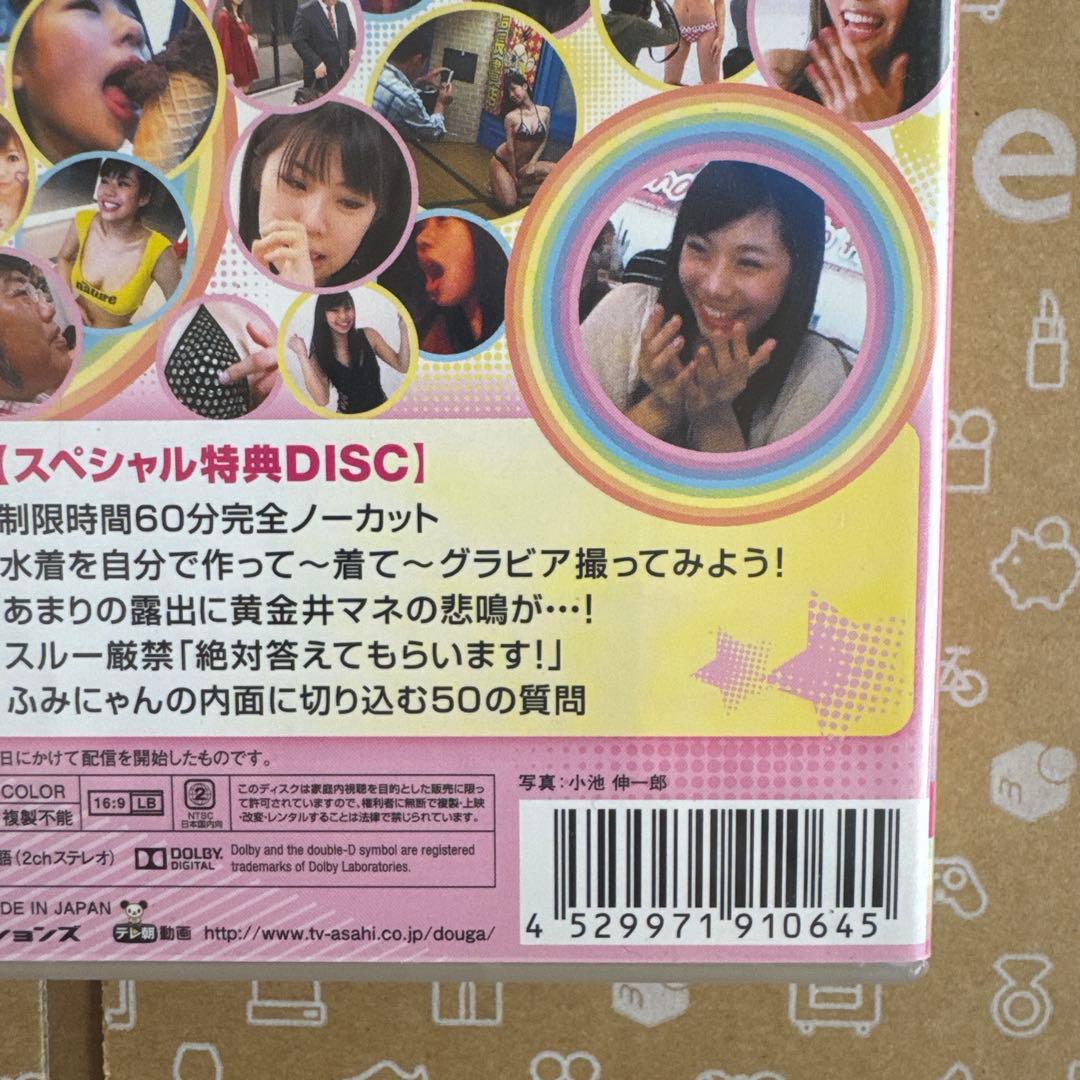 nature
e
【スペシャル特典DISC】
制限時間60分完全ノーカット
水着を自分で作って〜着て〜グラビア撮ってみよう!
あまりの露出に黄金井マネの悲鳴が…!
スルー厳禁「絶対答えてもらいます!」
ふみにゃんの内面に切り込む50の質問
日にかけて配信を開始したものです。
COLOR
複製不能
16:9 LB
2
NTSC
日本国内向
このディスクは家庭内視聴を目的とした販売に限っ
て許可されていますので、権利者に無断で複製・上映
・改変・レンタルすることは法律で禁じられています。
写真：小池 伸一郎
語(2chステレオ)
DOLBY
DIGITAL
Dolby and the double-D symbol are registered
trademarks of Dolby Laboratories.
DE IN JAPAN
ションズ
テレ朝動画 http://www.tv-asahi.co.jp/douga/
4 529971 910645